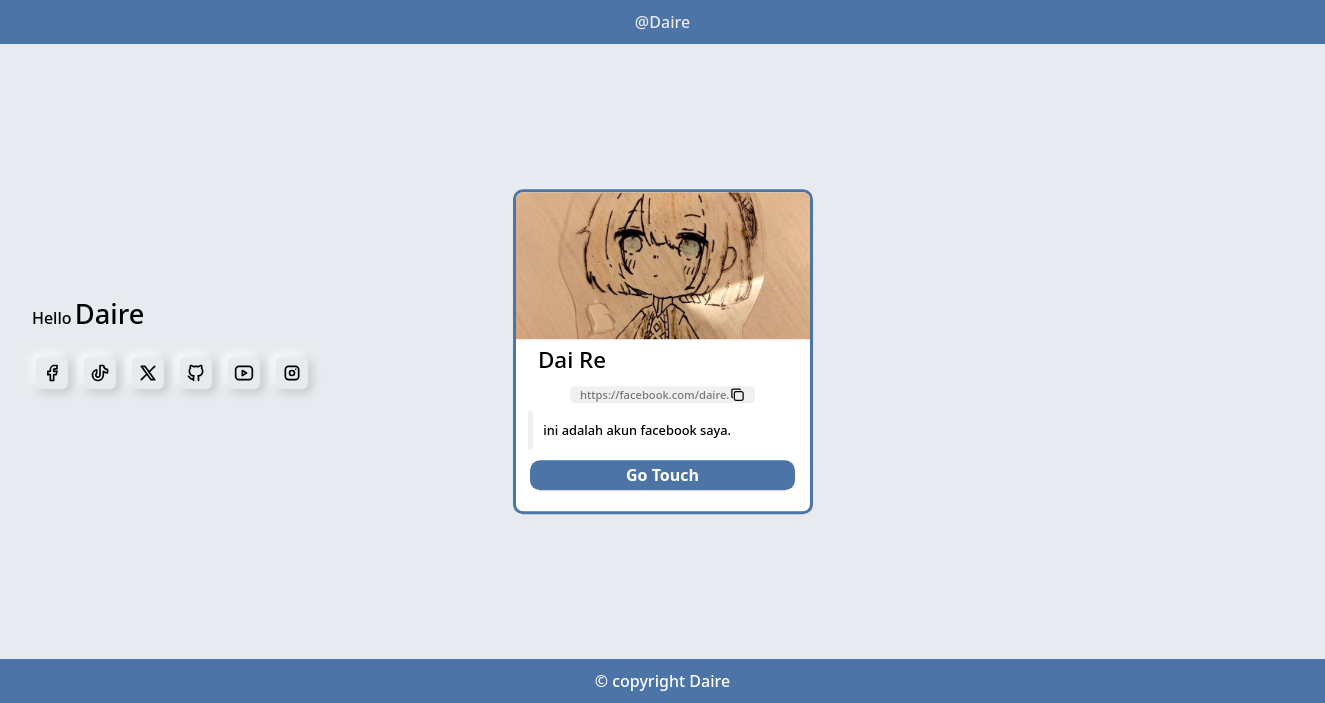 @Daire
Hello Daire
Dai Re
https://facebook.com/daire.
ini adalah akun facebook saya.
Go Touch
© copyright Daire